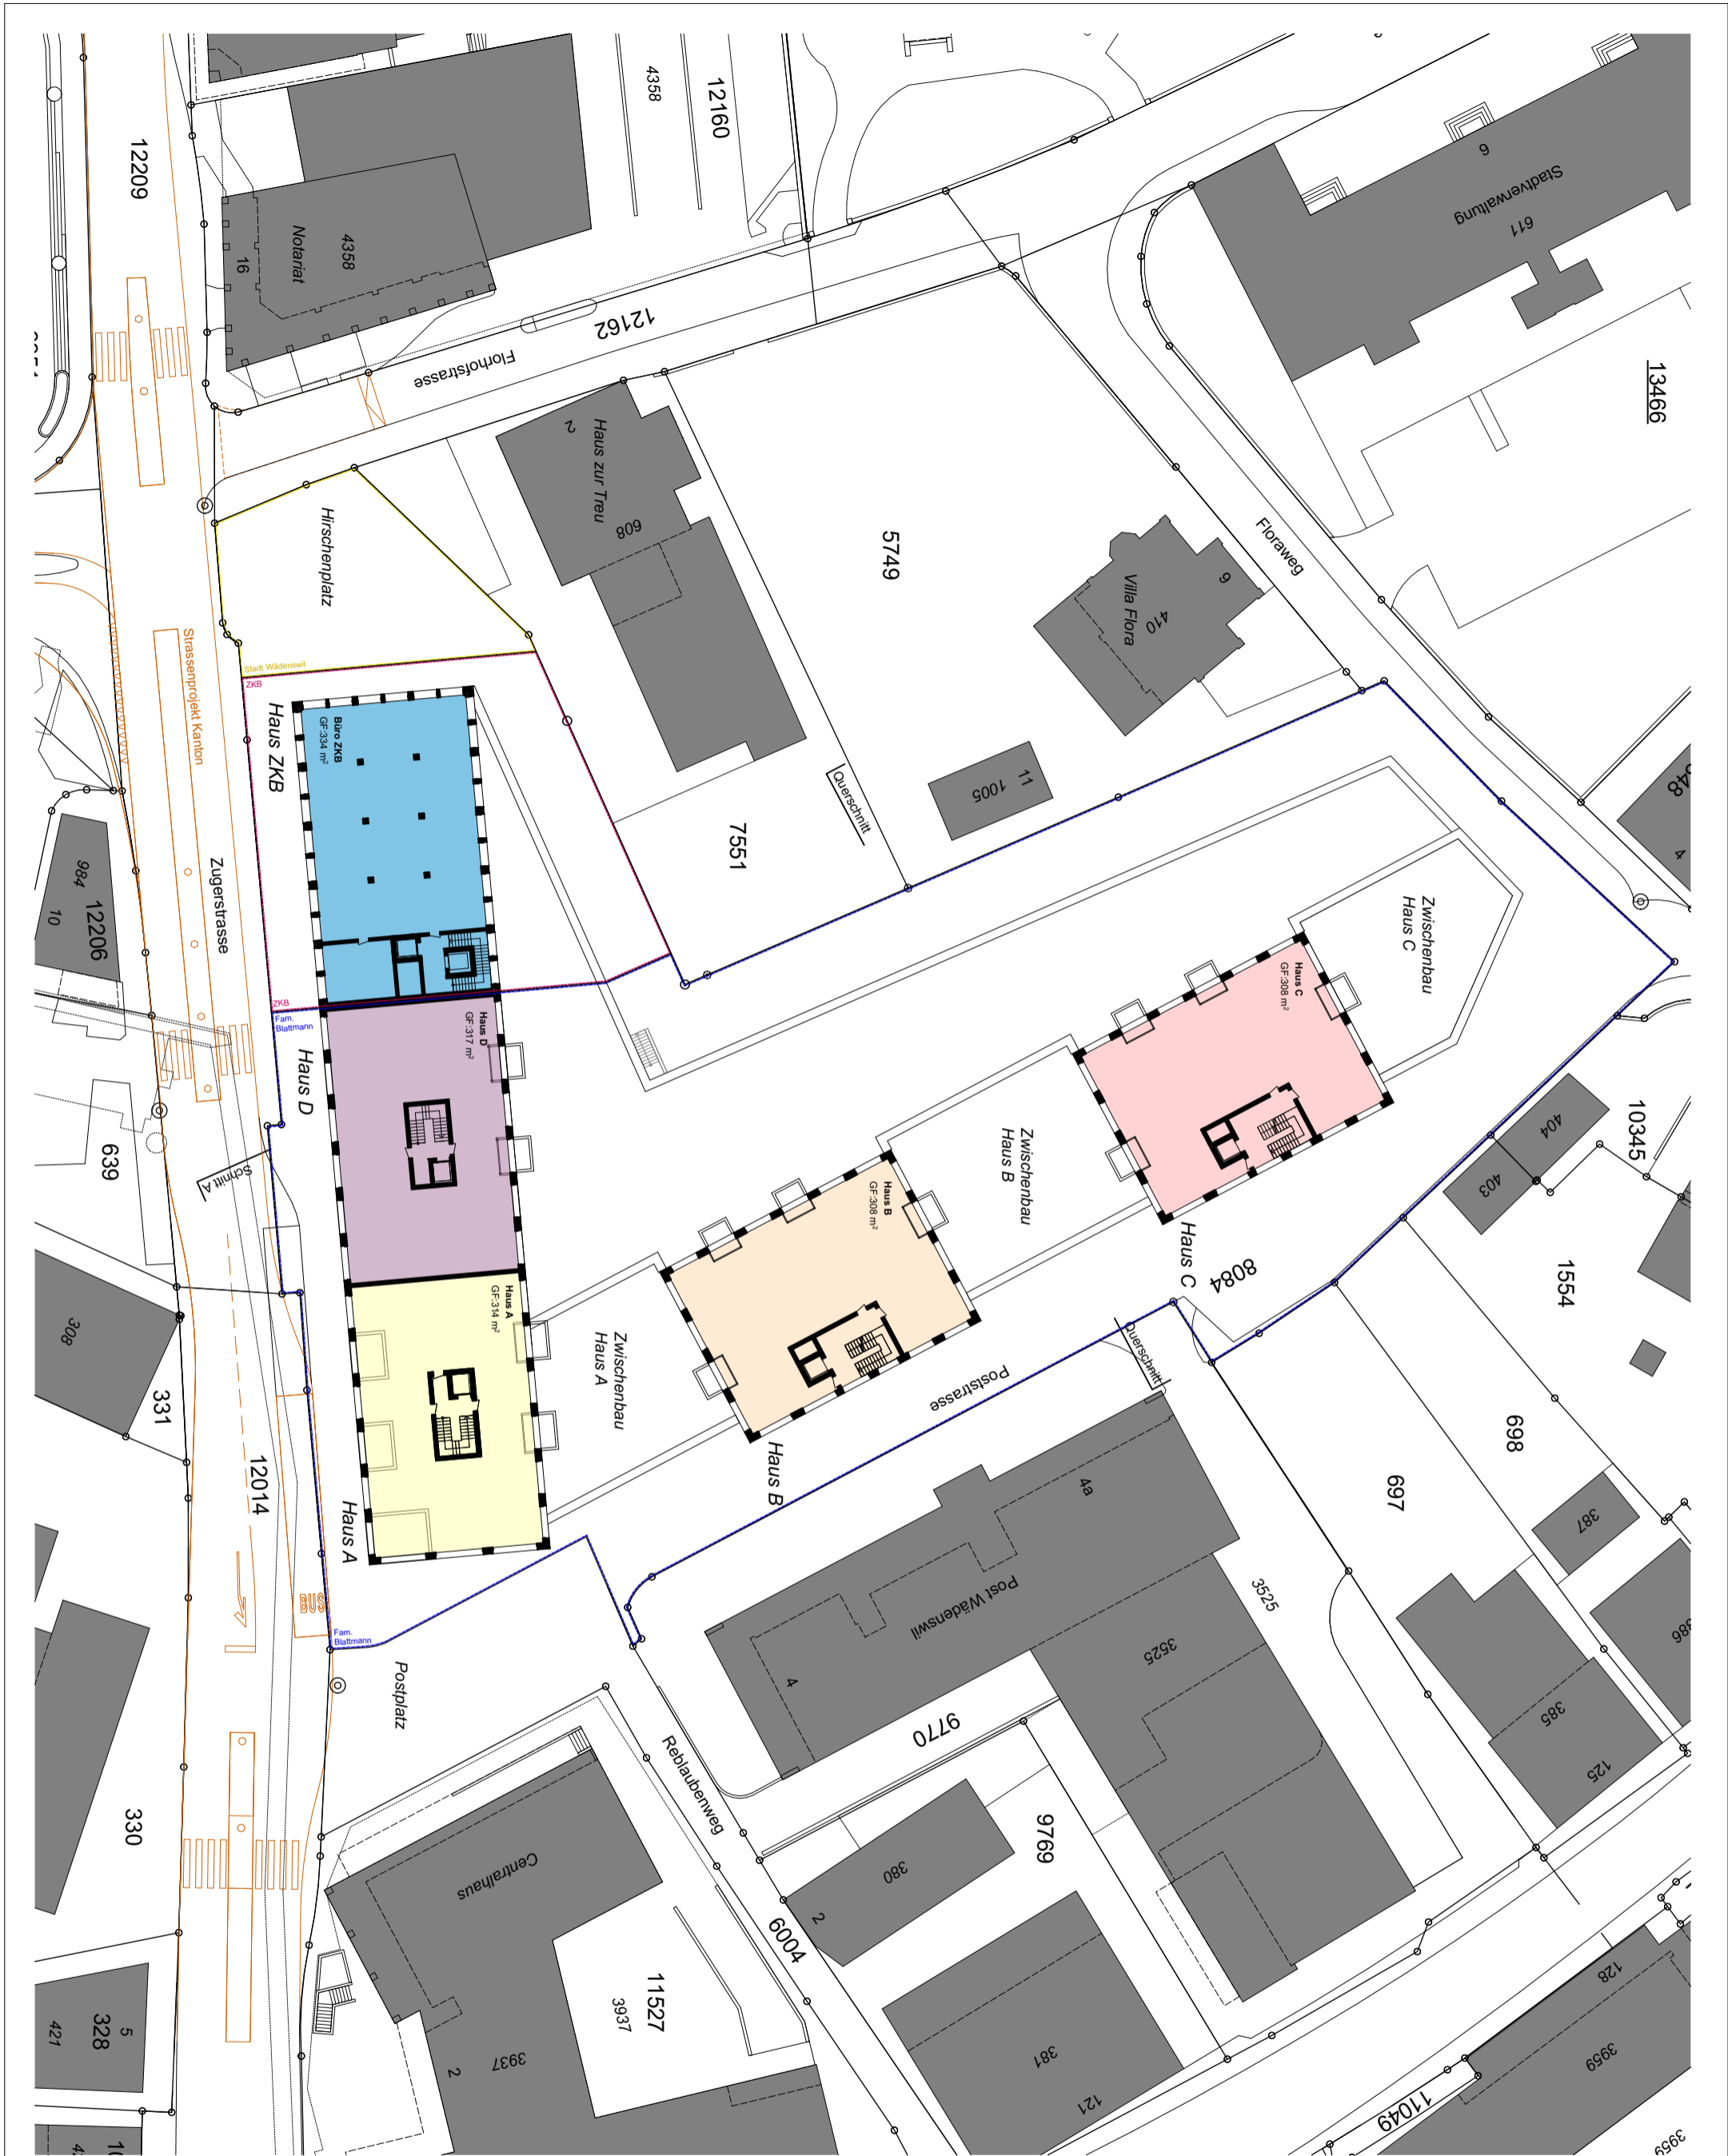 12209
4358
12160
Notariat
4358
16
Florhofstrasse
12162
6
Stadtverwaltung
611
13466
Hirschenplatz
Haus zur Treu
2
608
5749
Floraweg
Villa Flora
9
410
11
1005
4
Querschnitt
7551
Strassenprojekt Kanton
Stadt Wädenswil
ZKB
Haus ZKB
Büro ZKB
GF:334 m²
Zugerstrasse
984
12206
10
ZKB
Fam.
Blattmann
Haus D
Haus D
GF:317 m²
Zwischenbau
Haus C
Haus C
GF:308 m²
Haus C
Zwischenbau
Haus B
Haus B
GF:308 m²
Haus B
Zwischenbau
Haus A
Haus A
GF:314 m²
Haus A
639
Schnitt A
308
331
12014
BUS
Fam.
Blattmann
Postplatz
330
10345
404
403
1554
8084
698
697
387
386
385
125
Querschnitt
Poststrasse
4a
Post Wädenswil
4
3525
3525
9770
Reblaubenweg
9769
380
2
6004
Centralhaus
11527
3937
3937
2
381
121
128
3959
11049
3959
5
328
421